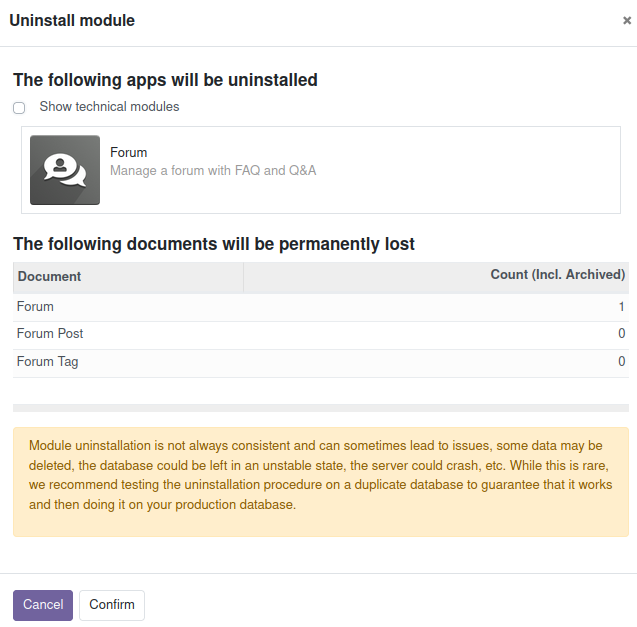 Uninstall module
×
The following apps will be uninstalled
Show technical modules
Forum
Manage a forum with FAQ and Q&A
The following documents will be permanently lost
Document Count (Incl. Archived)
Forum 1
Forum Post 0
Forum Tag 0
Module uninstallation is not always consistent and can sometimes lead to issues, some data may be
deleted, the database could be left in an unstable state, the server could crash, etc. While this is rare,
we recommend testing the uninstallation procedure on a duplicate database to guarantee that it works
and then doing it on your production database.
Cancel Confirm